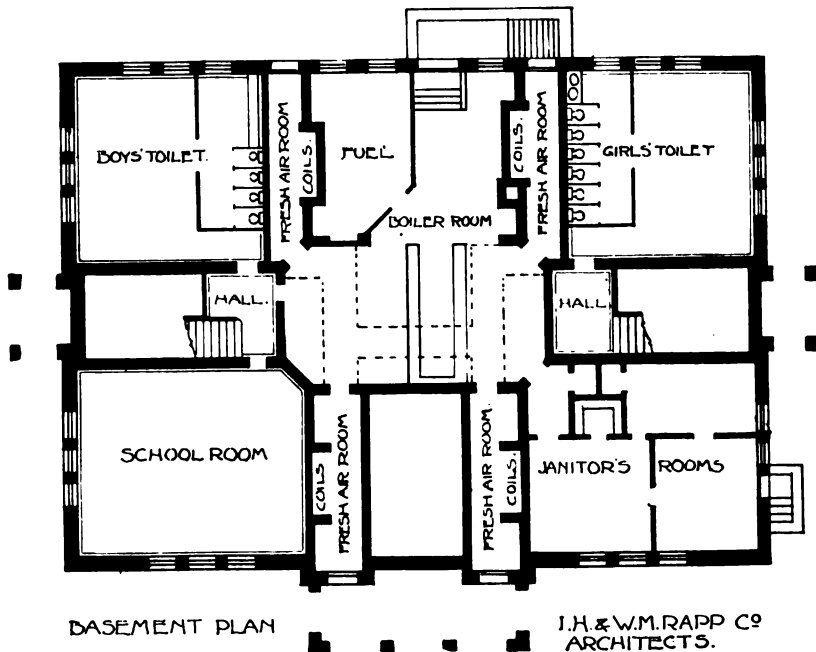 BOYS' TOILET.
FRESH AIR ROOM
COILS.
FUEL
BOILER ROOM
COILS.
FRESH AIR ROOM
GIRLS' TOILET
HALL.
HALL.
SCHOOL ROOM
COILS
FRESH AIR ROOM
FRESH AIR ROOM.
COILS.
JANITOR'S ROOMS
BASEMENT PLAN
I.H. & W.M. RAPP Cº
ARCHITECTS.